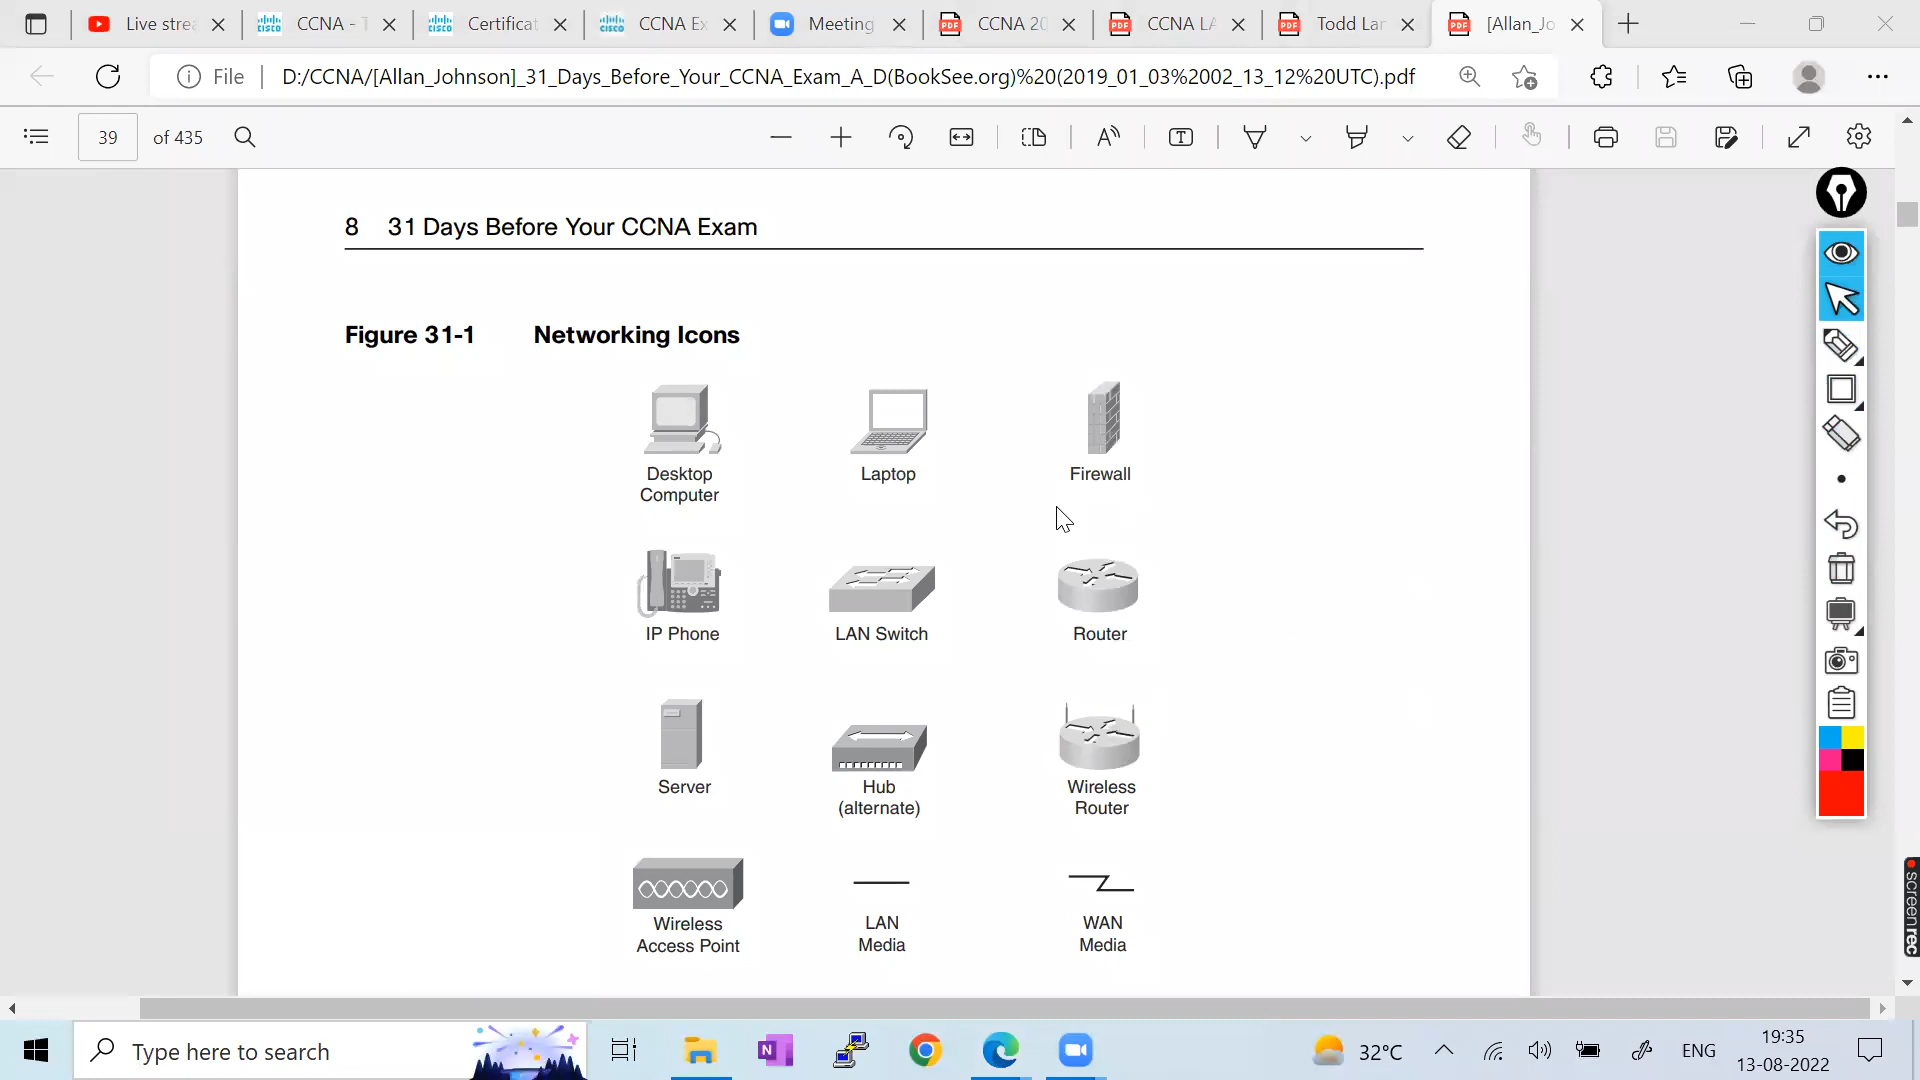 Live stre
CCNA - T
Certificat
CCNA Ex
Meeting
CCNA 20
CCNA LA
Todd Lar
[Allan_Jo
File
D:/CCNA/[Allan_Johnson]_31_Days_Before_Your_CCNA_Exam_A_D(BookSee.org)%20(2019_01_03%2002_13_12%20UTC).pdf
39 of 435
8 31 Days Before Your CCNA Exam
Figure 31-1 Networking Icons
Desktop
Computer
Laptop
Firewall
IP Phone
LAN Switch
Router
Server
Hub
(alternate)
Wireless
Router
Wireless
Access Point
LAN
Media
WAN
Media
screenrec
Type here to search
32°C
ENG
19:35
13-08-2022